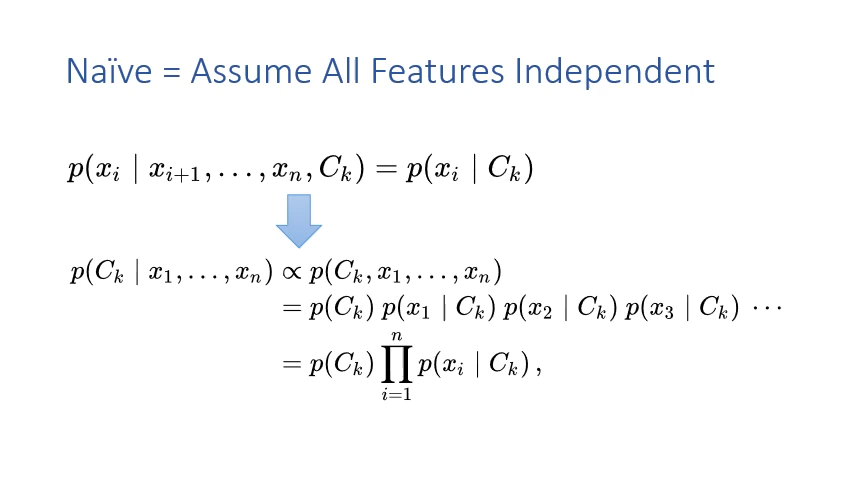 Naïve = Assume All Features Independent
p(x_i | x_{i+1}, . . . , x_n, C_k) = p(x_i | C_k)
p(C_k | x_1, . . . , x_n) ∝ p(C_k, x_1, . . . , x_n)
= p(C_k) p(x_1 | C_k) p(x_2 | C_k) p(x_3 | C_k) · · ·
= p(C_k) ∏_{i=1}^{n} p(x_i | C_k) ,